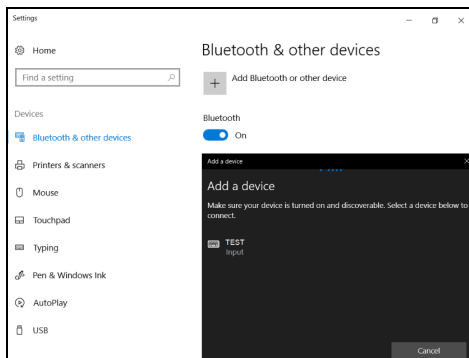 Settings
Home
Find a setting
Devices
Bluetooth & other devices
Printers & scanners
Mouse
Touchpad
Typing
Pen & Windows Ink
AutoPlay
USB
Bluetooth & other devices
Add Bluetooth or other device
Bluetooth
On
Add a device
Add a device
Make sure your device is turned on and discoverable. Select a device below to
connect.
TEST
Input
Cancel